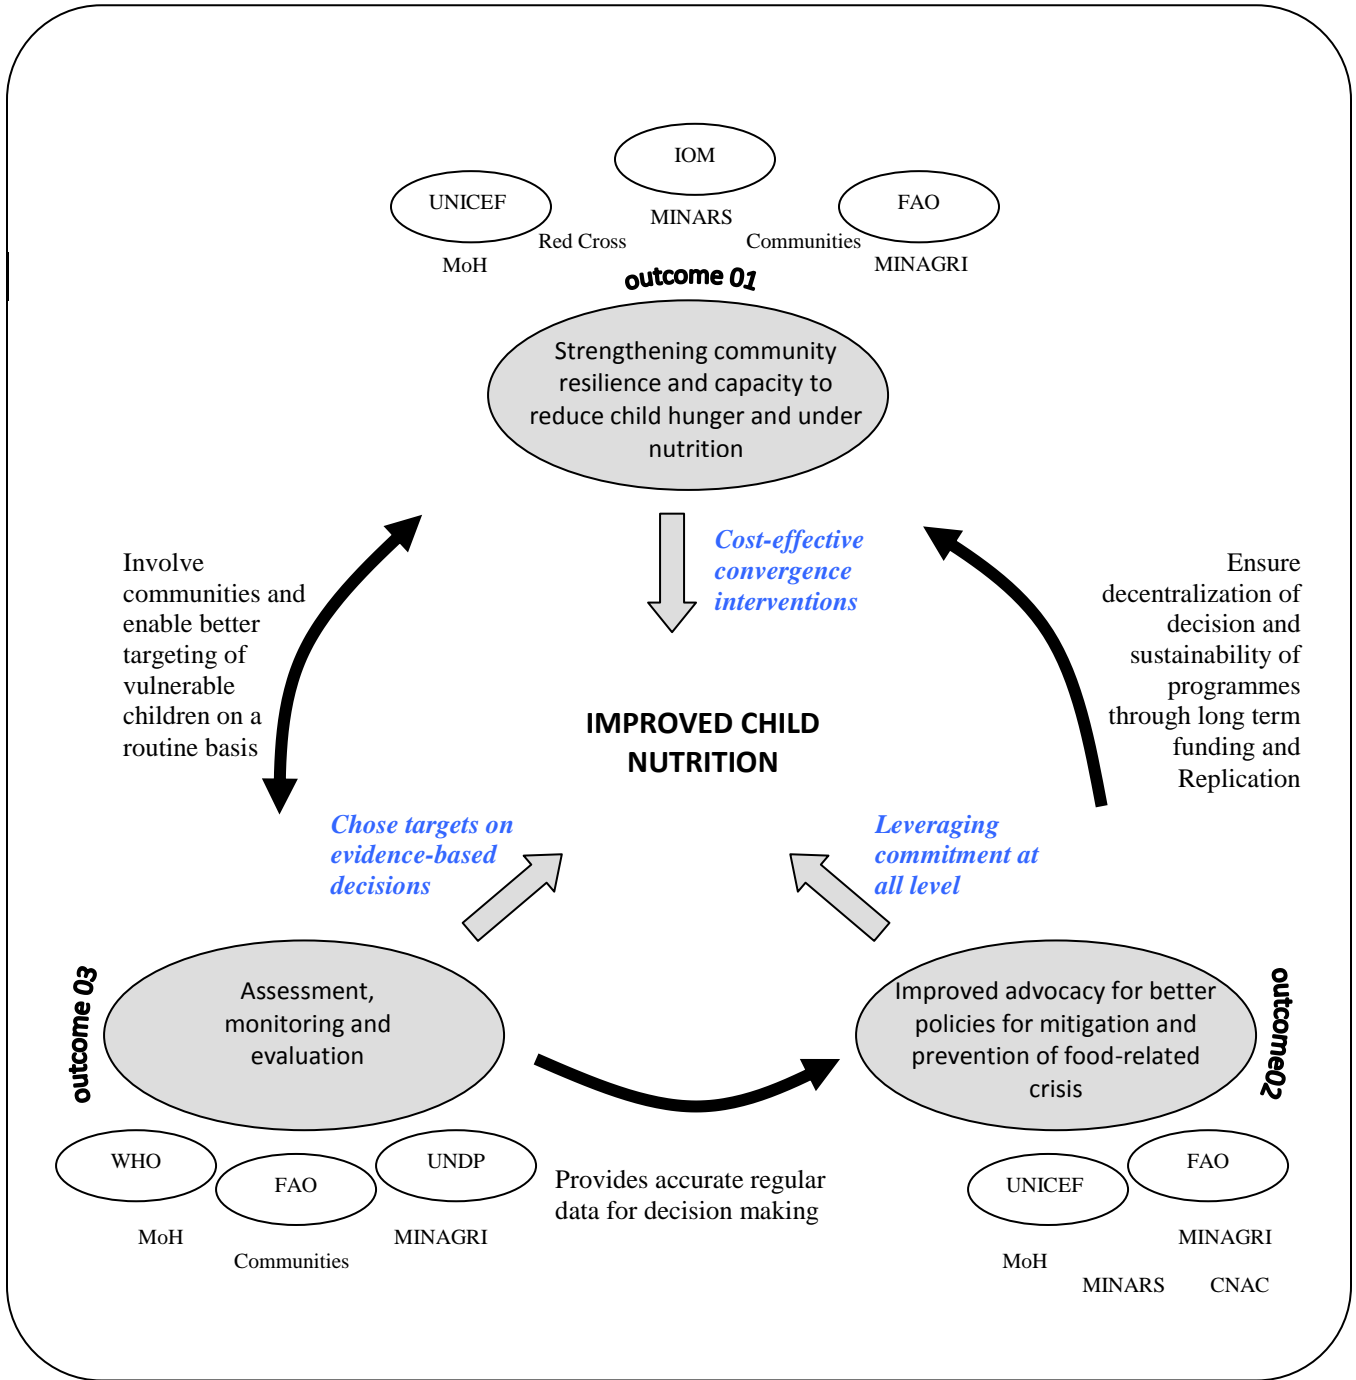 IOM
UNICEF
FAO
MINARS
Red Cross
Communities
MoH
MINAGRI
outcome 01
Strengthening community
resilience and capacity to
reduce child hunger and under
nutrition
Cost-effective
convergence
interventions
Involve
communities and
enable better
targeting of
vulnerable
children on a
routine basis
Ensure
decentralization of
decision and
sustainability of
programmes
through long term
funding and
Replication
IMPROVED CHILD
NUTRITION
Chose targets on
evidence-based
decisions
Leveraging
commitment at
all level
outcome 03
Assessment,
monitoring and
evaluation
Improved advocacy for better
policies for mitigation and
prevention of food-related
crisis
outcome02
WHO
FAO
UNDP
MoH
Communities
MINAGRI
Provides accurate regular
data for decision making
UNICEF
FAO
MoH
MINAGRI
MINARS
CNAC